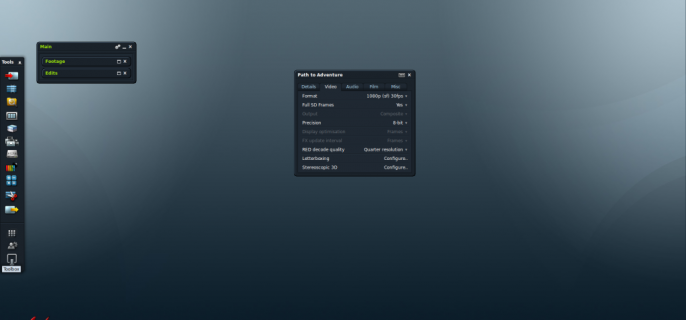 Main
Footage
Edits
Tools
Toolbox
Path to Adventure
Details Video Audio Film Misc
Format 1080p (sf) 30fps
Full SD Frames Yes
Output Composite
Precision 8-bit
Display optimisation Frames
FX update interval Frames
RED decode quality Quarter resolution
Letterboxing Configure..
Stereoscopic 3D Configure..